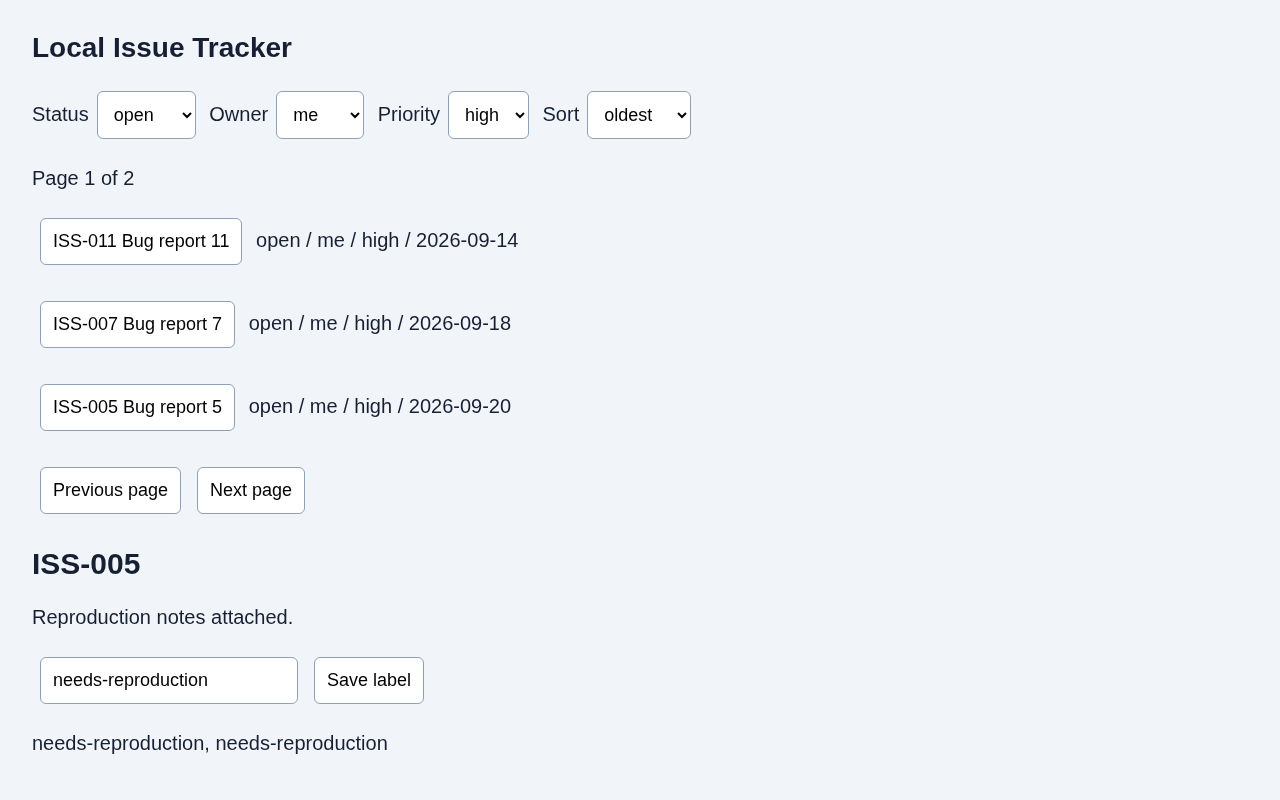 Local Issue Tracker
Status open Owner me Priority high Sort oldest
Page 1 of 2
ISS-011 Bug report 11 open / me / high / 2026-09-14
ISS-007 Bug report 7 open / me / high / 2026-09-18
ISS-005 Bug report 5 open / me / high / 2026-09-20
Previous page Next page
ISS-005
Reproduction notes attached.
needs-reproduction Save label
needs-reproduction, needs-reproduction